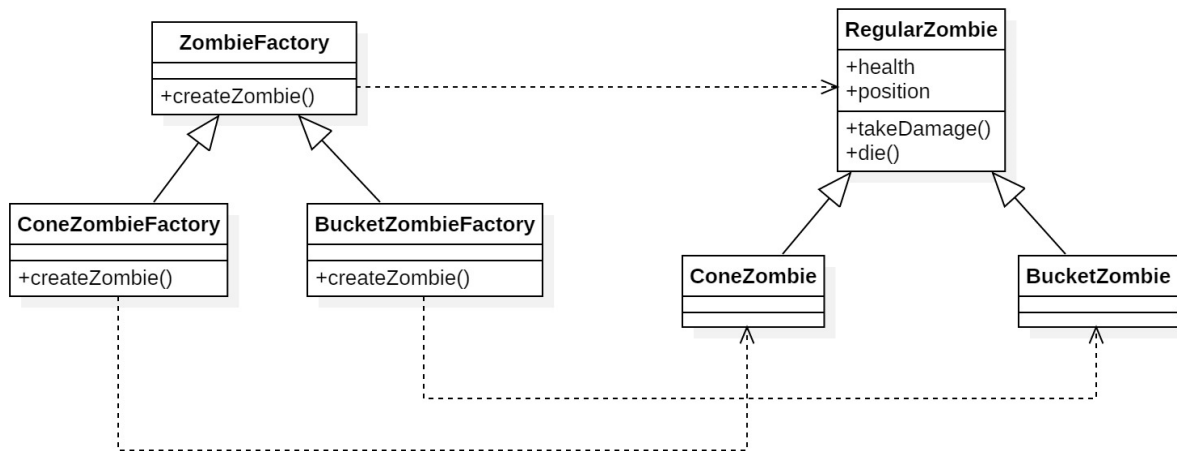 ZombieFactory
+createZombie()
RegularZombie
+health
+position
+takeDamage()
+die()
ConeZombieFactory
+createZombie()
BucketZombieFactory
+createZombie()
ConeZombie
BucketZombie